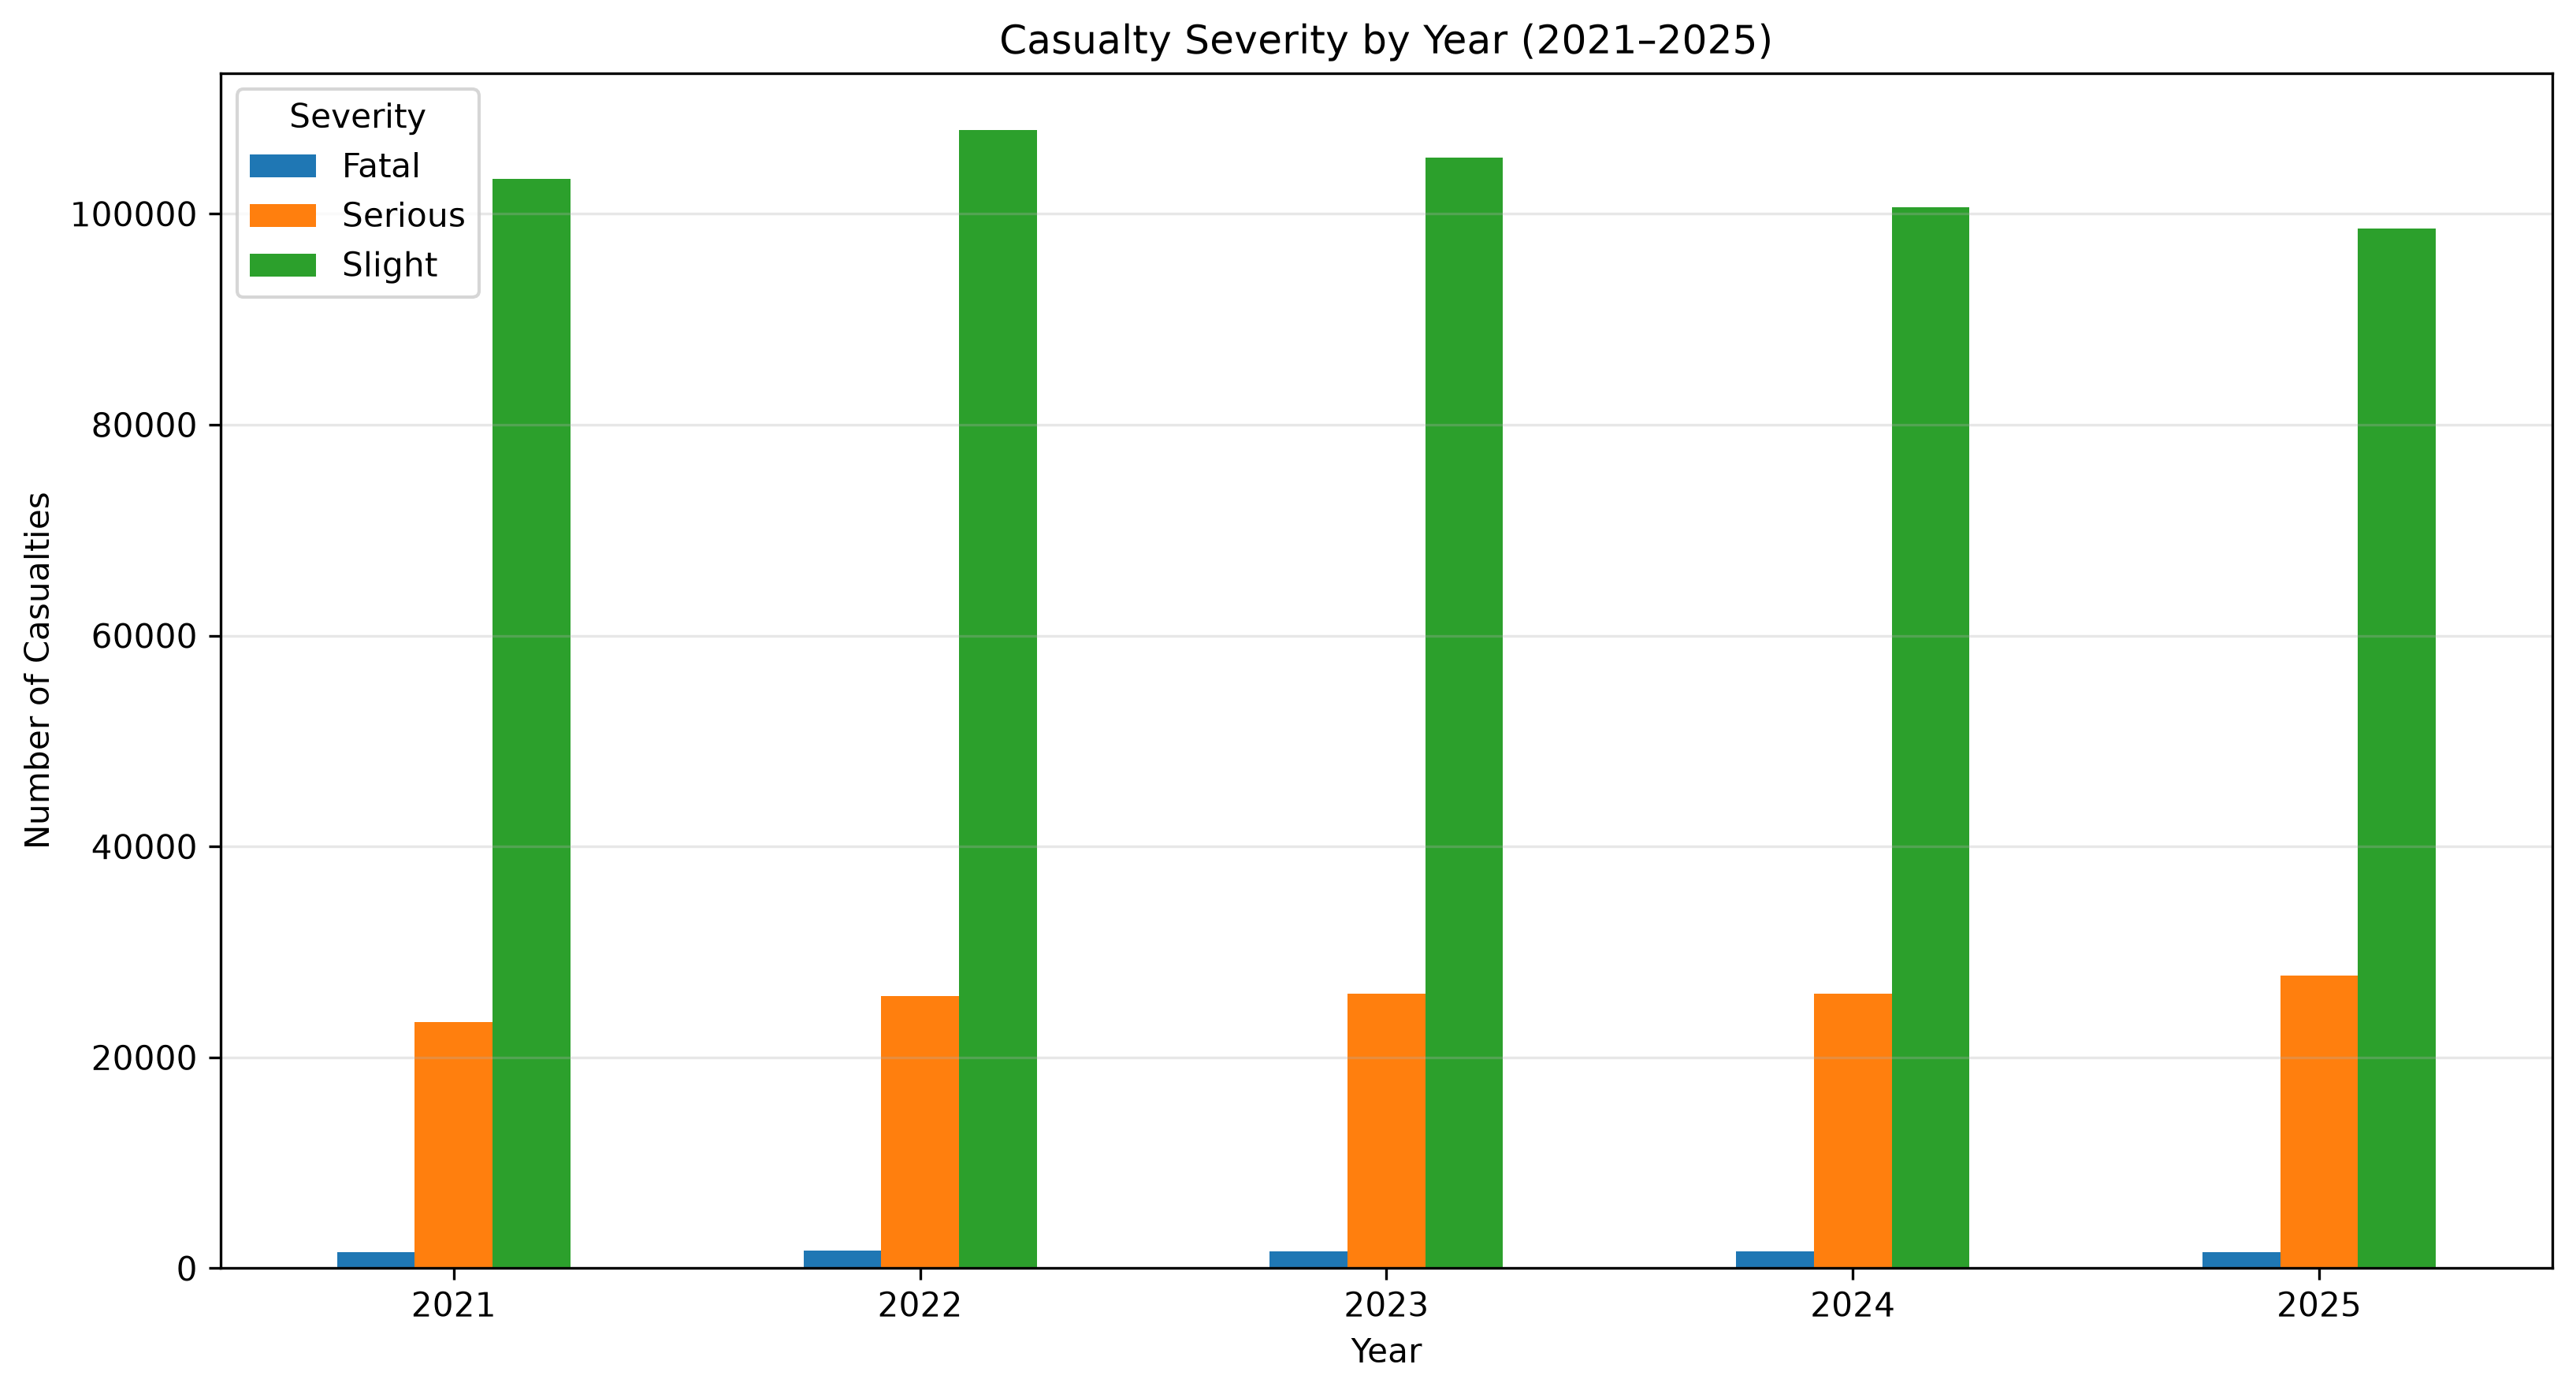 Casualty Severity by Year (2021–2025)
Severity
Fatal
Serious
Slight
Number of Casualties
100000
80000
60000
40000
20000
0
2021 2022 2023 2024 2025
Year